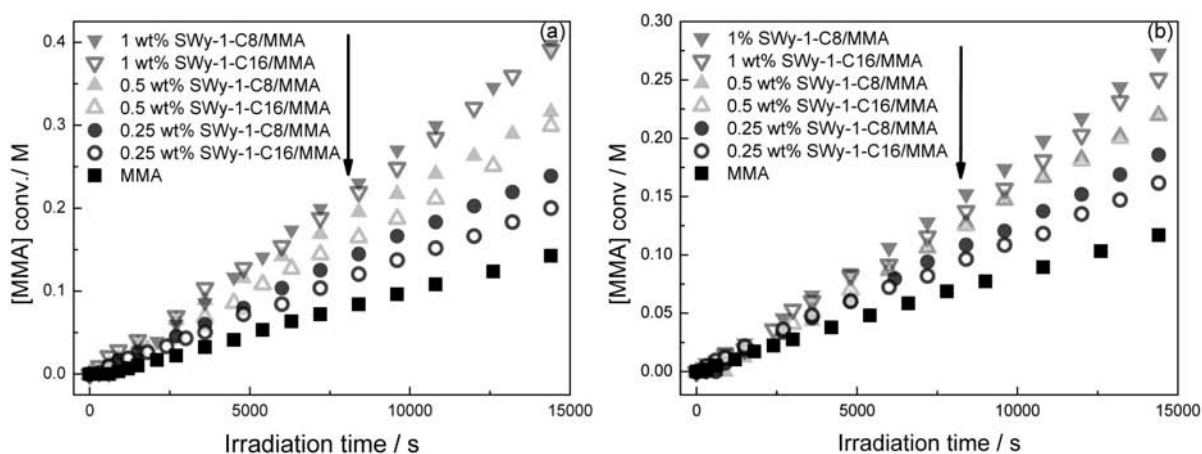 (a)
1 wt% SWy-1-C8/MMA
1 wt% SWy-1-C16/MMA
0.5 wt% SWy-1-C8/MMA
0.5 wt% SWy-1-C16/MMA
0.25 wt% SWy-1-C8/MMA
0.25 wt% SWy-1-C16/MMA
MMA
[MMA] conv./ M
0.4
0.3
0.2
0.1
0.0
0
5000
10000
15000
Irradiation time / s
(b)
1% SWy-1-C8/MMA
1 wt% SWy-1-C16/MMA
0.5 wt% SWy-1-C8/MMA
0.5 wt% SWy-1-C16/MMA
0.25 wt% SWy-1-C8/MMA
0.25 wt% SWy-1-C16/MMA
MMA
[MMA] conv./ M
0.30
0.25
0.20
0.15
0.10
0.05
0.00
0
5000
10000
15000
Irradiation time / s